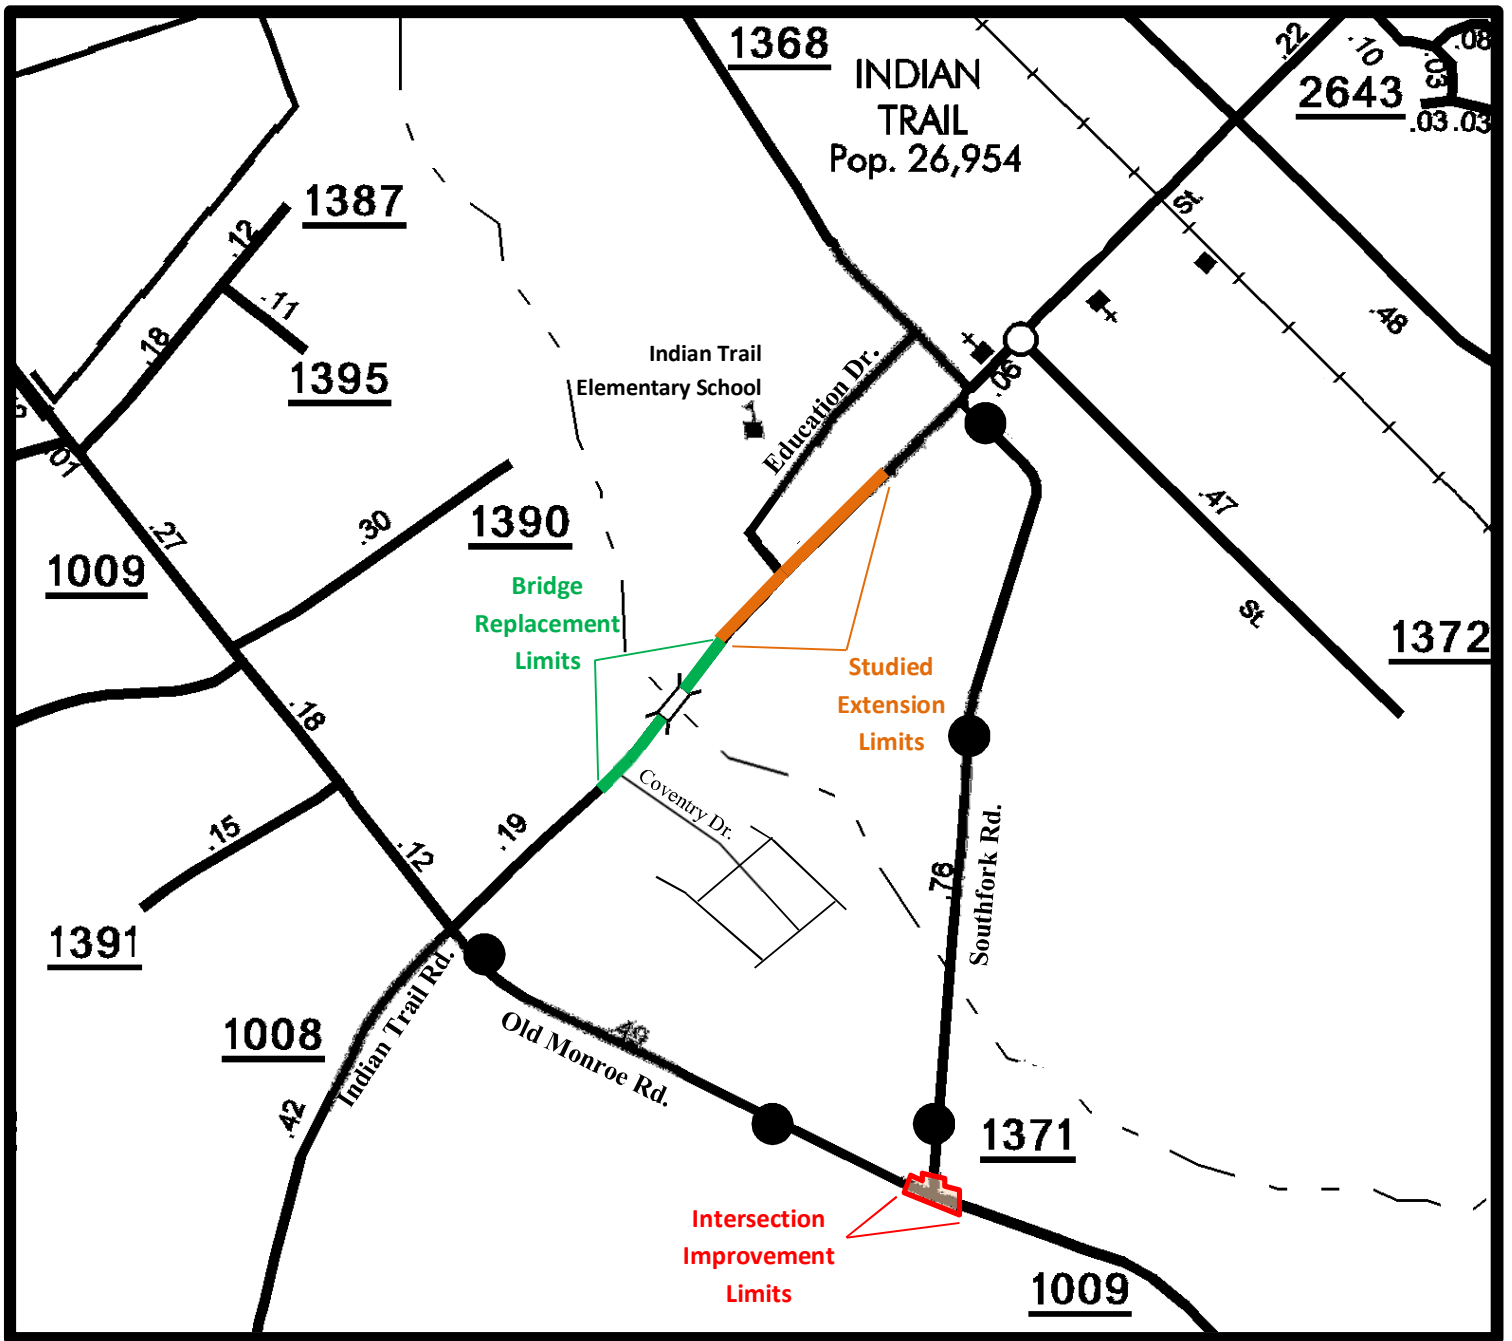 1368
INDIAN
TRAIL
Pop. 26,954
.22
.10
.08
.03
2643
.03
.03
1387
.12
St.
.18
.11
1395
.48
Indian Trail
Elementary School
Education Dr.
.06
.01
.27
.30
1390
1009
.47
St.
1372
Bridge
Replacement
Limits
Studied
Extension
Limits
.18
Coventry Dr.
.15
.12
.19
.76
Southfork Rd.
1391
Indian Trail Rd.
1008
Old Monroe Rd.
.49
.42
1371
Intersection
Improvement
Limits
1009